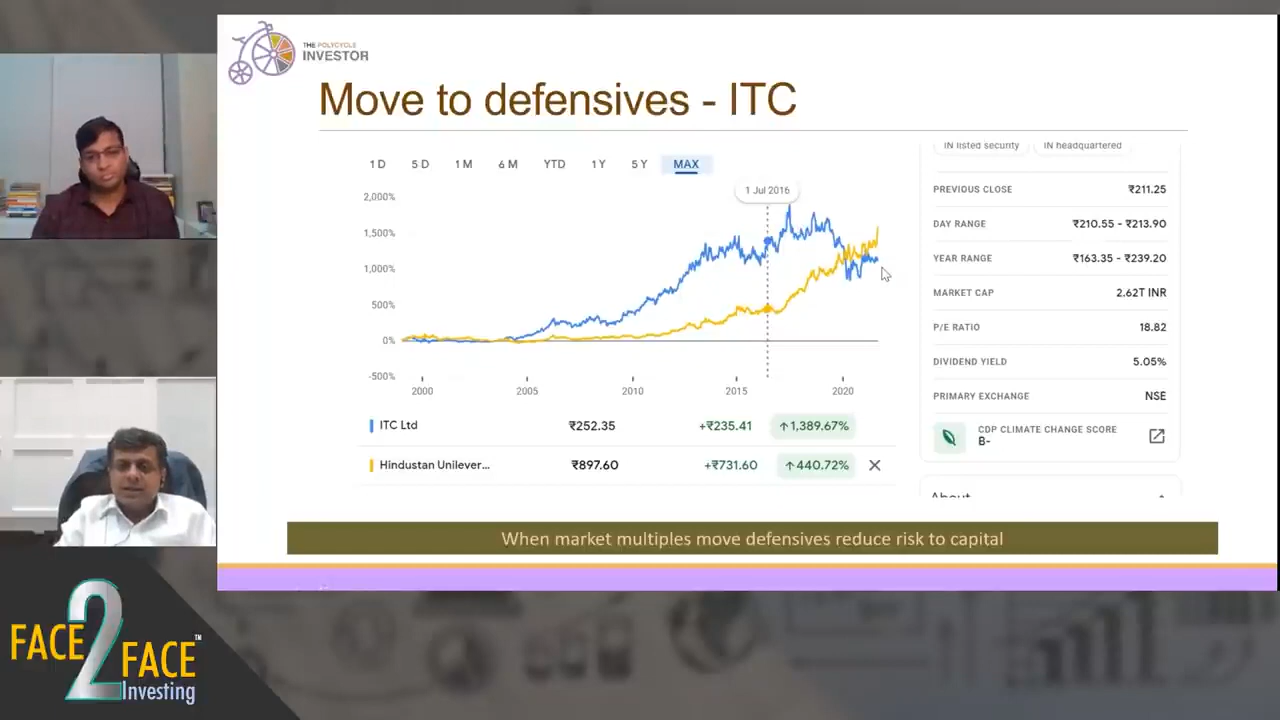 THE POLYCYCLE
INVESTOR
Move to defensives - ITC
1 D 5 D 1 M 6 M YTD 1 Y 5 Y MAX
1 Jul 2016
2,000%
1,500%
1,000%
500%
0%
-500%
2000 2005 2010 2015 2020
ITC Ltd ₹252.35 +₹235.41 ↑1,389.67%
Hindustan Unilever... ₹897.60 +₹731.60 ↑440.72%
IN listed security IN headquartered
PREVIOUS CLOSE ₹211.25
DAY RANGE ₹210.55 - ₹213.90
YEAR RANGE ₹163.35 - ₹239.20
MARKET CAP 2.62T INR
P/E RATIO 18.82
DIVIDEND YIELD 5.05%
PRIMARY EXCHANGE NSE
CDP CLIMATE CHANGE SCORE
B-
About
When market multiples move defensives reduce risk to capital
FACE 2 FACE™
Investing